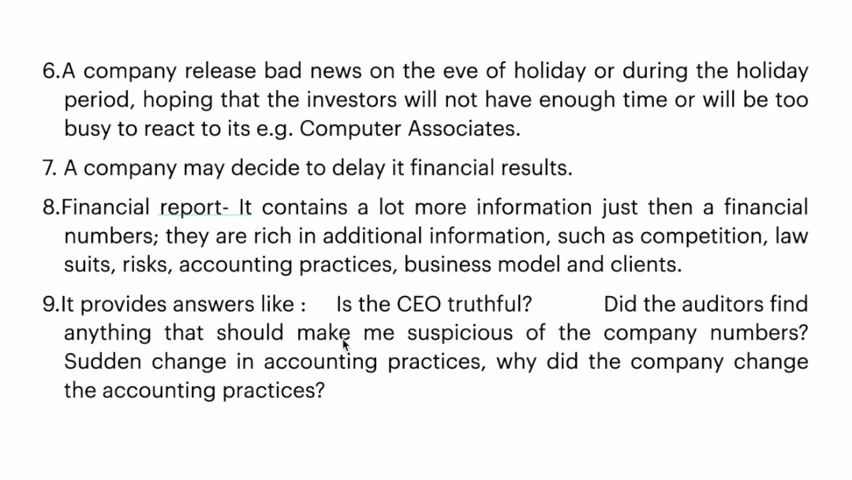 6.A company release bad news on the eve of holiday or during the holiday
period, hoping that the investors will not have enough time or will be too
busy to react to its e.g. Computer Associates.
7. A company may decide to delay it financial results.
8.Financial report- It contains a lot more information just then a financial
numbers; they are rich in additional information, such as competition, law
suits, risks, accounting practices, business model and clients.
9.It provides answers like : Is the CEO truthful? Did the auditors find
anything that should make me suspicious of the company numbers?
Sudden change in accounting practices, why did the company change
the accounting practices?